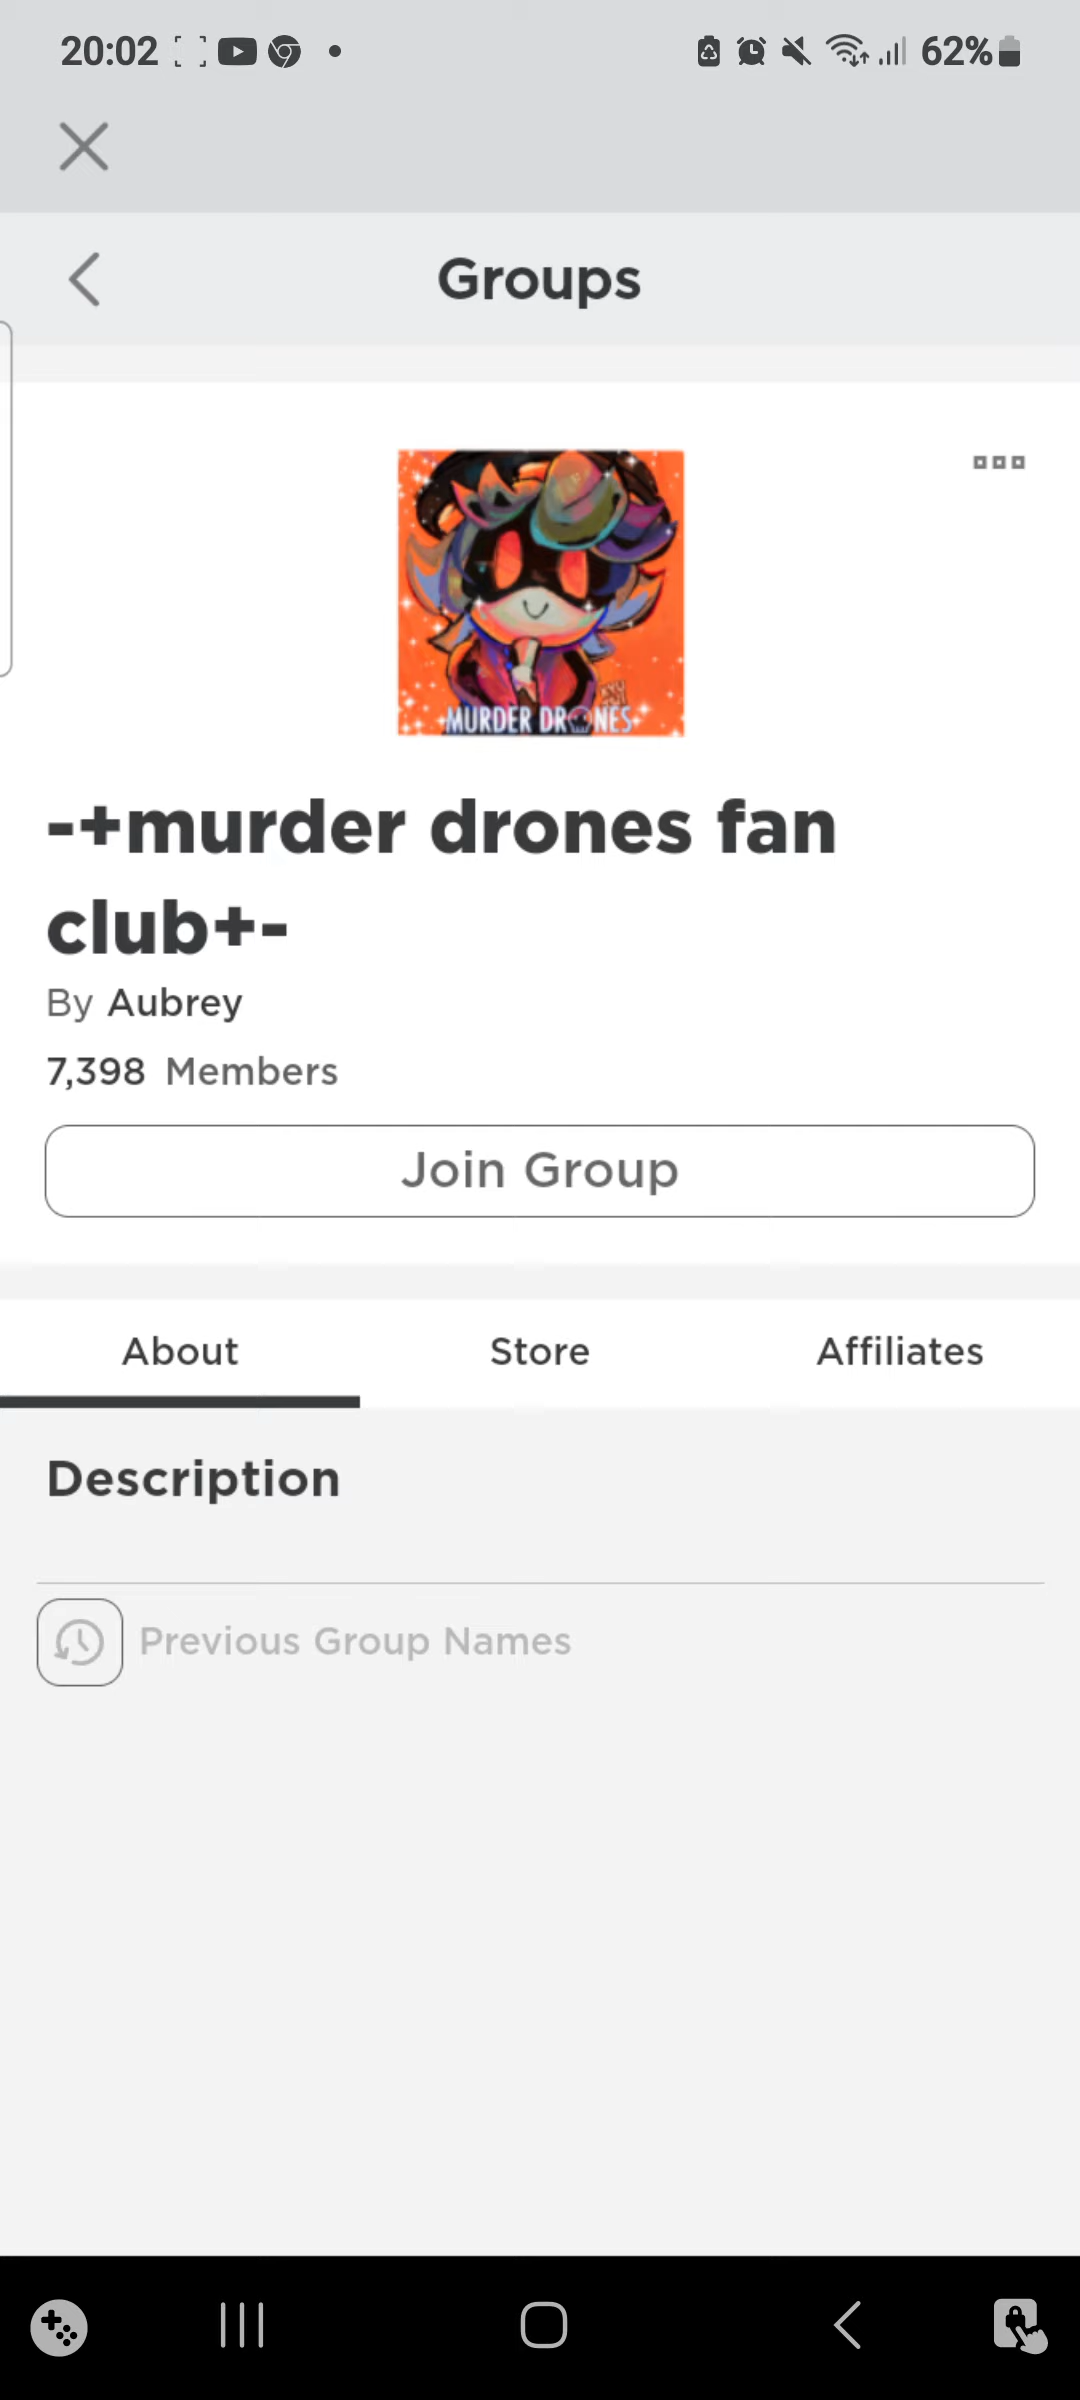 20:02 62%
Groups
MURDER DRONES
-+murder drones fan
club+-
By Aubrey
7,398 Members
Join Group
About Store Affiliates
Description
Previous Group Names